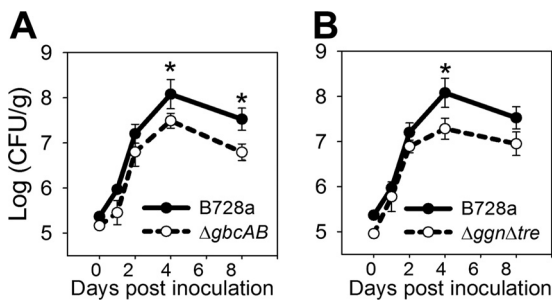 A
B
*
*
*
9
8
7
6
5
Log (CFU/g)
B728a
ΔgbcAB
0 2 4 6 8
Days post inoculation
9
8
7
6
5
B728a
ΔggnΔtre
0 2 4 6 8
Days post inoculation